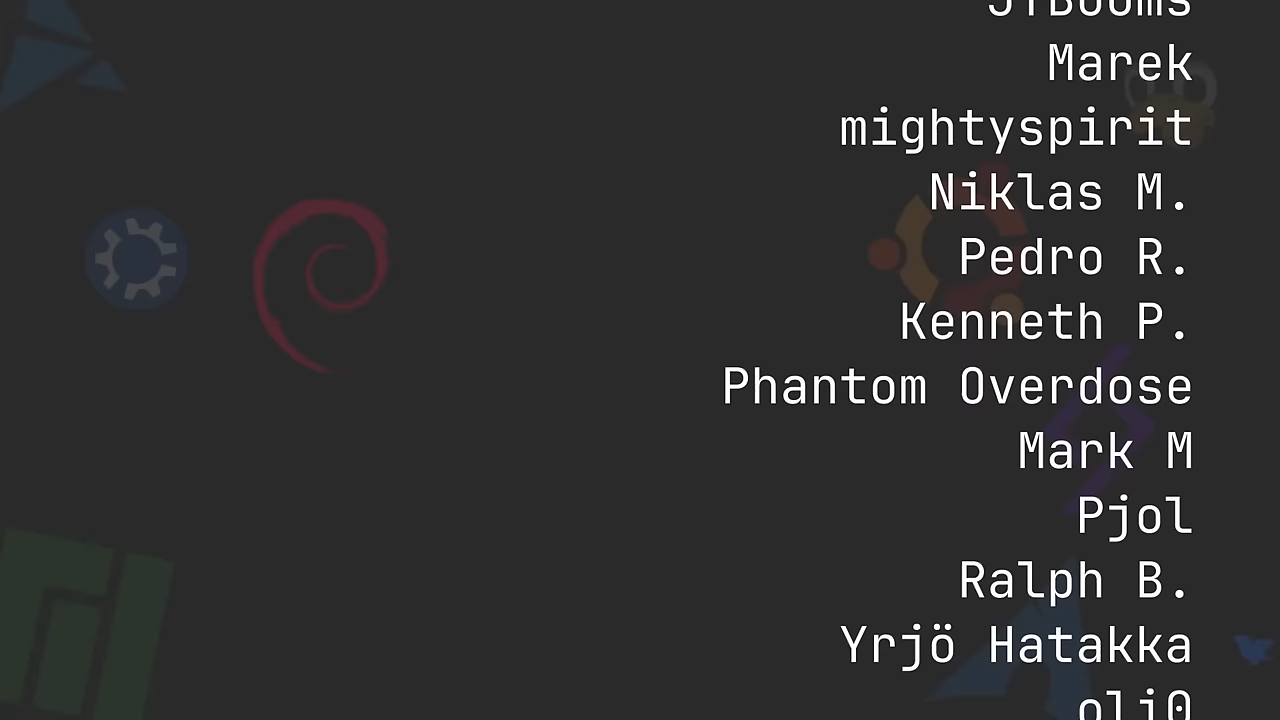 Marek
mightyspirit
Niklas M.
Pedro R.
Kenneth P.
Phantom Overdose
Mark M
Pjol
Ralph B.
Yrjö Hatakka